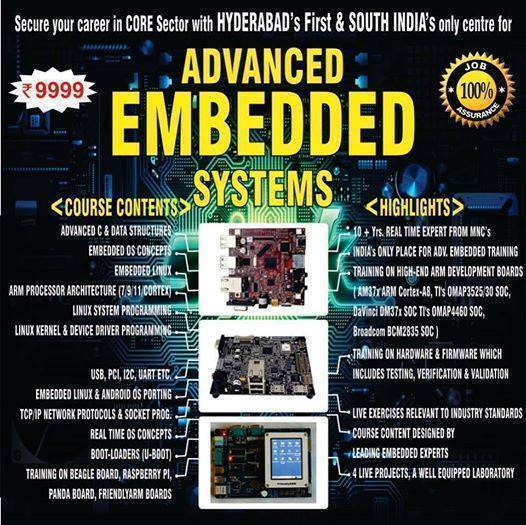 Secure your career in CORE Sector with HYDERABAD's First & SOUTH INDIA's only centre for
ADVANCED
EMBEDDED
SYSTEMS
₹ 9999
JOB
100%
ASSURANCE
<COURSE CONTENTS>
ADVANCED C & DATA STRUCTURES
EMBEDDED OS CONCEPTS
EMBEDDED LINUX
ARM PROCESSOR ARCHITECTURE (7/9/11/CORTEX)
LINUX SYSTEM PROGRAMMING
LINUX KERNEL & DEVICE DRIVER PROGRAMMING
USB, PCI, I2C, UART ETC.
EMBEDDED LINUX & ANDROID OS PORTING
TCP/IP NETWORK PROTOCOLS & SOCKET PROG.
REAL TIME OS CONCEPTS
BOOT-LOADERS (U-BOOT)
TRAINING ON BEAGLE BOARD, RASPBERRY PI,
PANDA BOARD, FRIENDLYARM BOARDS
<HIGHLIGHTS>
10 + Yrs. REAL TIME EXPERT FROM MNC's
INDIA'S ONLY PLACE FOR ADV. EMBEDDED TRAINING
TRAINING ON HIGH-END ARM DEVELOPMENT BOARDS
( AM37x ARM Cortex-A8, TI's OMAP3525/30 SOC,
DaVinci DM37x SOC TI's OMAP4460 SOC,
Broadcom BCM2835 SOC )
TRAINING ON HARDWARE & FIRMWARE WHICH
INCLUDES TESTING, VERIFICATION & VALIDATION
LIVE EXERCISES RELEVANT TO INDUSTRY STANDARDS
COURSE CONTENT DESIGNED BY
LEADING EMBEDDED EXPERTS
4 LIVE PROJECTS, A WELL EQUIPPED LABORATORY